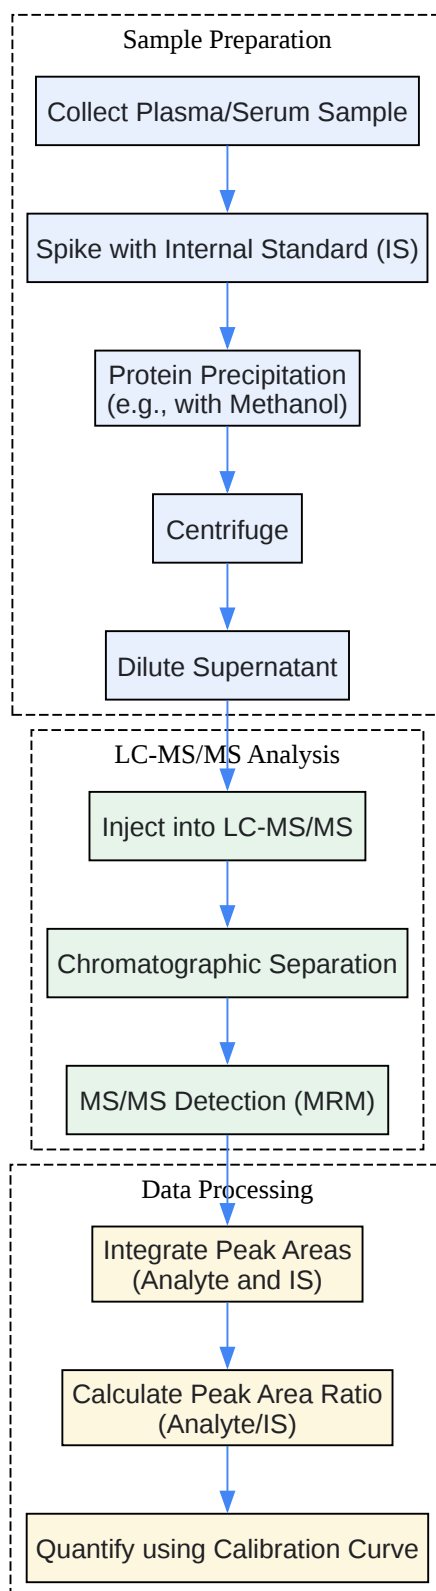 Sample Preparation
Collect Plasma/Serum Sample
Spike with Internal Standard (IS)
Protein Precipitation
(e.g., with Methanol)
Centrifuge
Dilute Supernatant
LC-MS/MS Analysis
Inject into LC-MS/MS
Chromatographic Separation
MS/MS Detection (MRM)
Data Processing
Integrate Peak Areas
(Analyte and IS)
Calculate Peak Area Ratio
(Analyte/IS)
Quantify using Calibration Curve